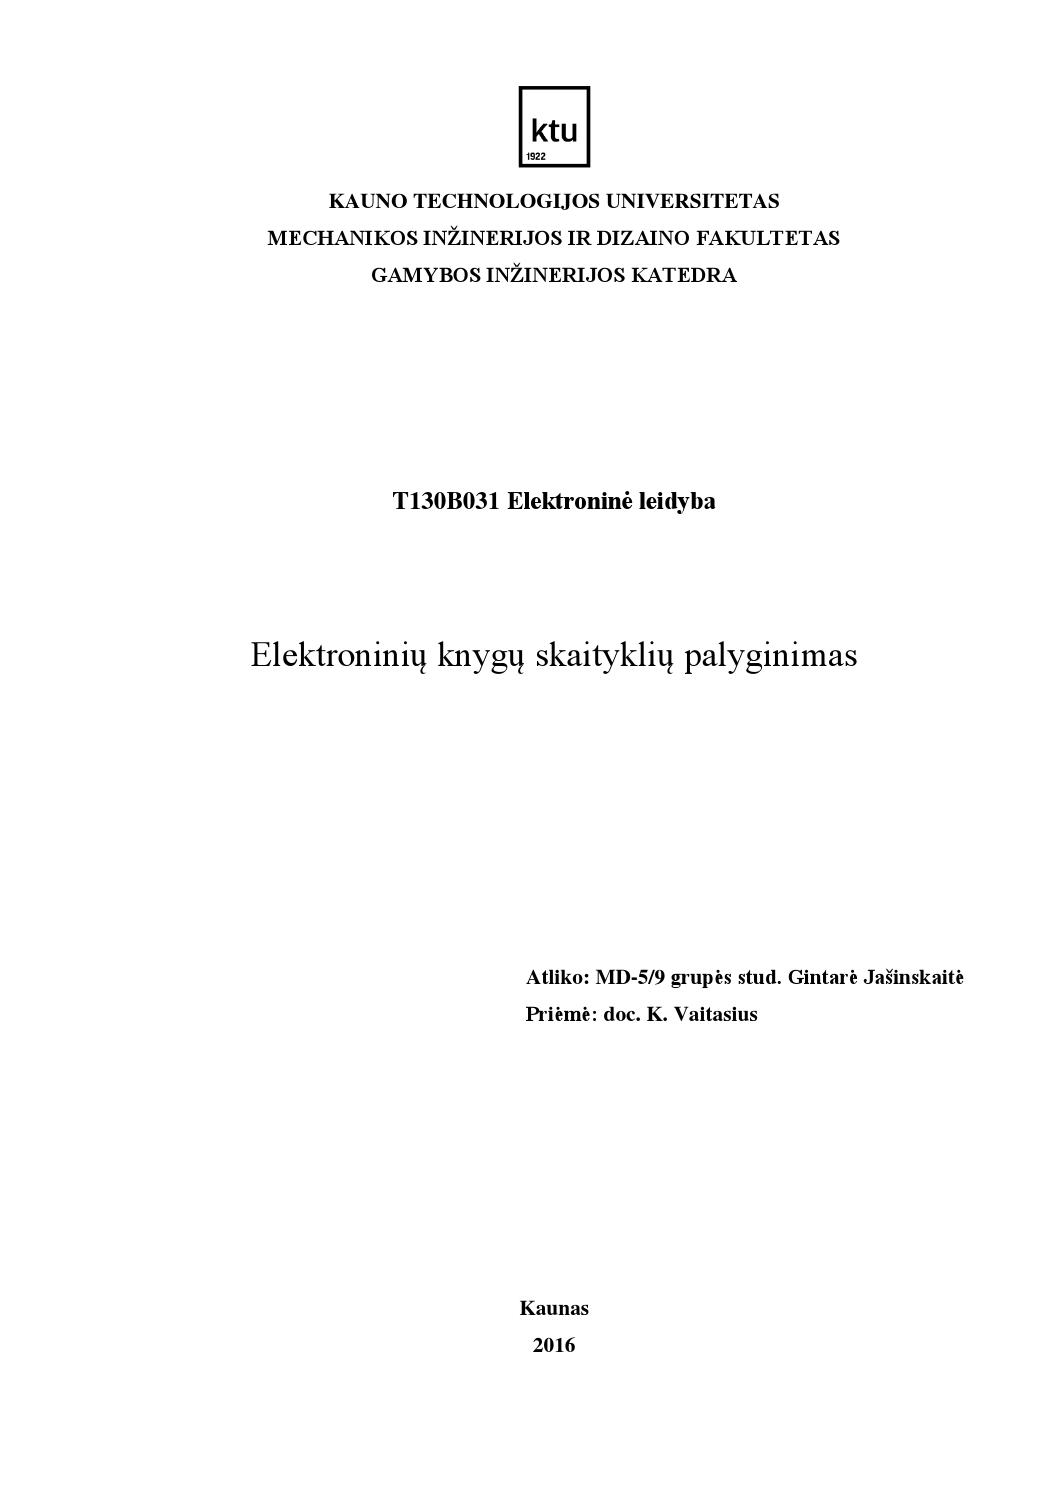 ktu
1922
KAUNO TECHNOLOGIJOS UNIVERSITETAS
MECHANIKOS INŽINERIJOS IR DIZAINO FAKULTETAS
GAMYBOS INŽINERIJOS KATEDRA
T130B031 Elektroninė leidyba
Elektroninių knygų skaityklių palyginimas
Atliko: MD-5/9 grupės stud. Gintarė Jašinskaitė
Priėmė: doc. K. Vaitasius
Kaunas
2016